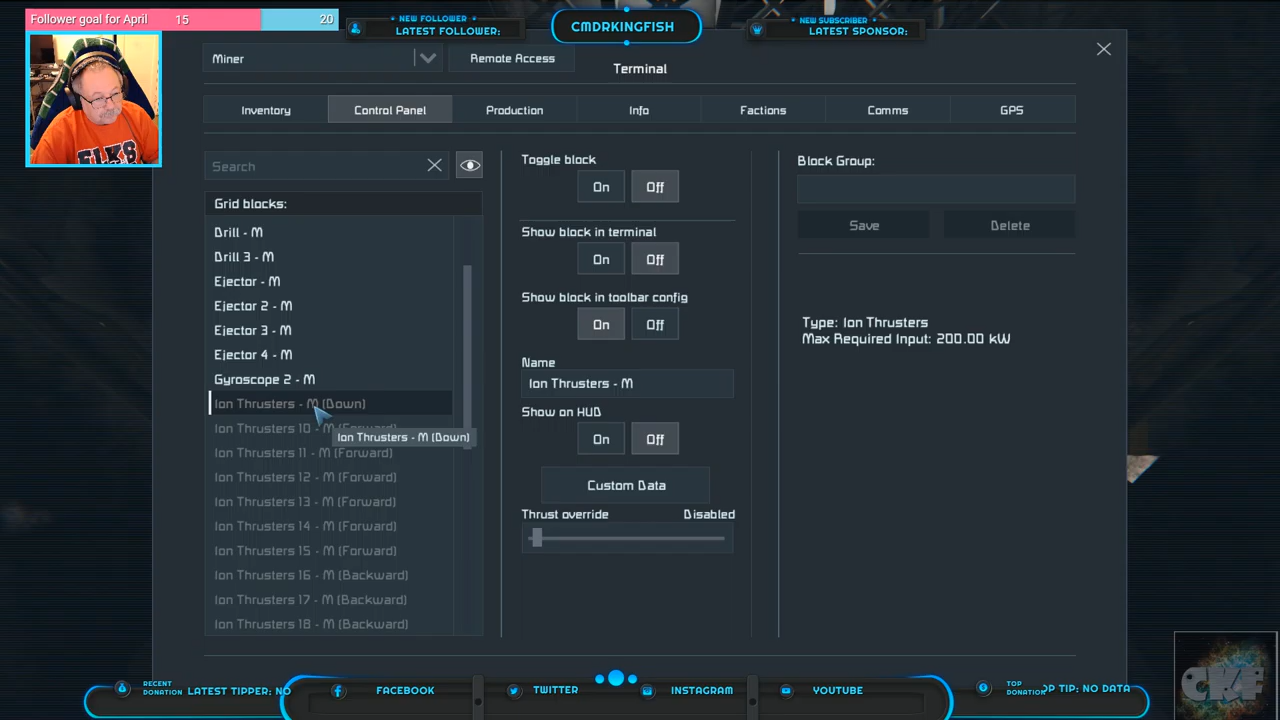 Follower goal for April 15 20
NEW FOLLOWER
LATEST FOLLOWER:
CMDRKINGFISH
NEW SUBSCRIBER
LATEST SPONSOR:
Miner
Remote Access
Terminal
Inventory
Control Panel
Production
Info
Factions
Comms
GPS
Search
Grid blocks:
Drill - M
Drill 3 - M
Ejector - M
Ejector 2 - M
Ejector 3 - M
Ejector 4 - M
Gyroscope 2 - M
Ion Thrusters - M (Down)
Ion Thrusters 10 - M (Forward)
Ion Thrusters - M (Down)
Ion Thrusters 11 - M (Forward)
Ion Thrusters 12 - M (Forward)
Ion Thrusters 13 - M (Forward)
Ion Thrusters 14 - M (Forward)
Ion Thrusters 15 - M (Forward)
Ion Thrusters 16 - M (Backward)
Ion Thrusters 17 - M (Backward)
Ion Thrusters 18 - M (Backward)
Toggle block
On Off
Show block in terminal
On Off
Show block in toolbar config
On Off
Name
Ion Thrusters - M
Show on HUD
On Off
Custom Data
Thrust override Disabled
Block Group:
Save
Delete
Type: Ion Thrusters
Max Required Input: 200.00 kW
ELKS
RECENT
DONATION
LATEST TIPPER: NO
FACEBOOK
TWITTER
INSTAGRAM
YOUTUBE
TOP
DONATION
OP TIP: NO DATA
CKF